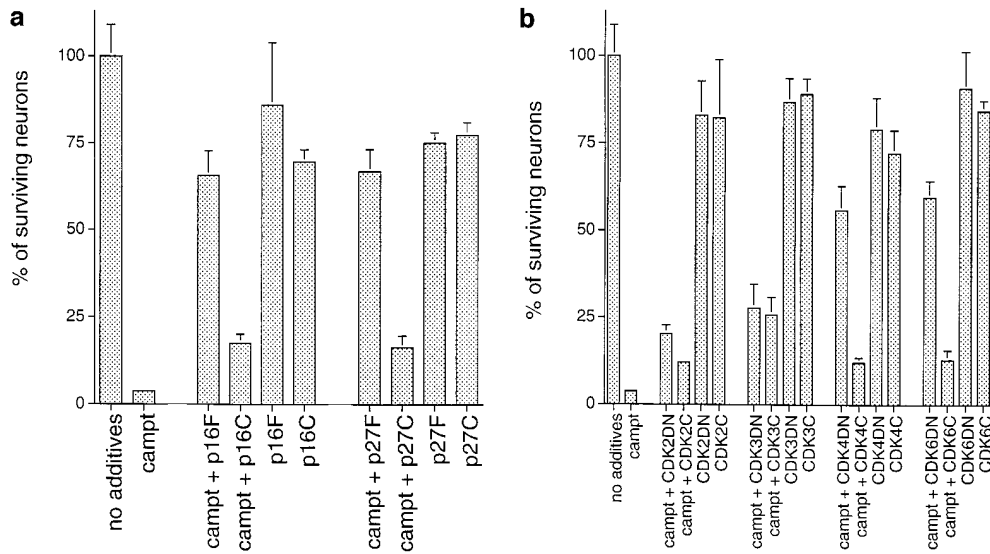 a
% of surviving neurons
100
75
50
25
0
no additives
campt
campt + p16F
campt + p16C
p16F
p16C
campt + p27F
campt + p27C
p27F
p27C
b
% of surviving neurons
100
75
50
25
0
no additives
campt
campt + CDK2DN
campt + CDK2C
CDK2DN
CDK2C
campt + CDK3DN
campt + CDK3C
CDK3DN
CDK3C
campt + CDK4DN
campt + CDK4C
CDK4DN
CDK4C
campt + CDK6DN
campt + CDK6C
CDK6DN
CDK6C